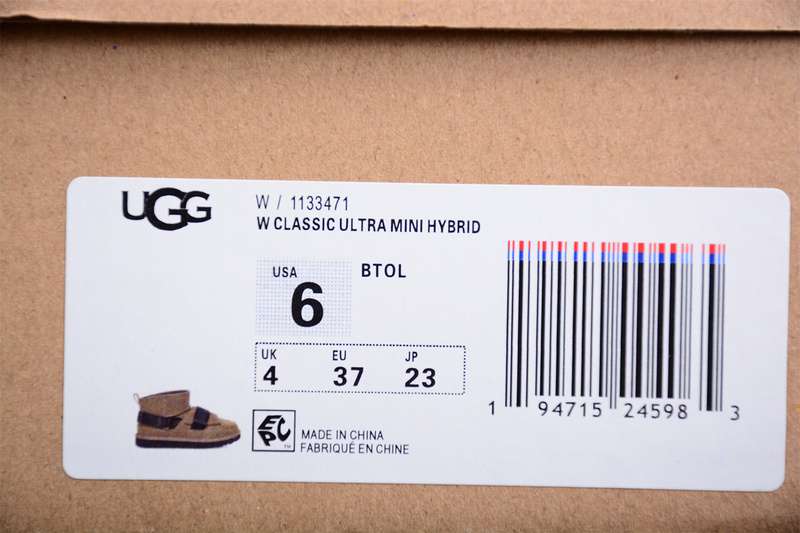 UGG
W / 1133471
W CLASSIC ULTRA MINI HYBRID
USA
6
BTOL
UK EU JP
4 37 23
EPC TM
MADE IN CHINA
FABRIQUÉ EN CHINE
1 94715 24598 3